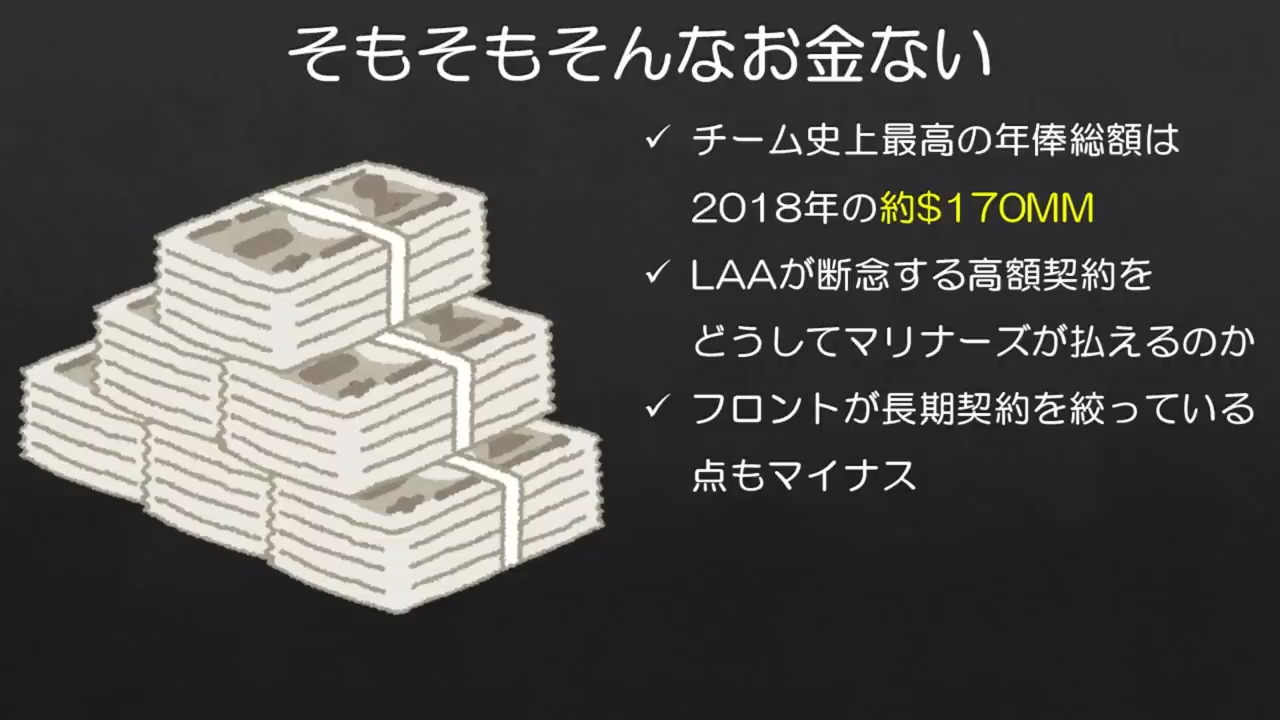 そもそもそんなお金ない
✓ チーム史上最高の年俸総額は
2018年の約$170MM
✓ LAAが断念する高額契約を
どうしてマリナーズが払えるのか
✓ フロントが長期契約を絞っている
点もマイナス